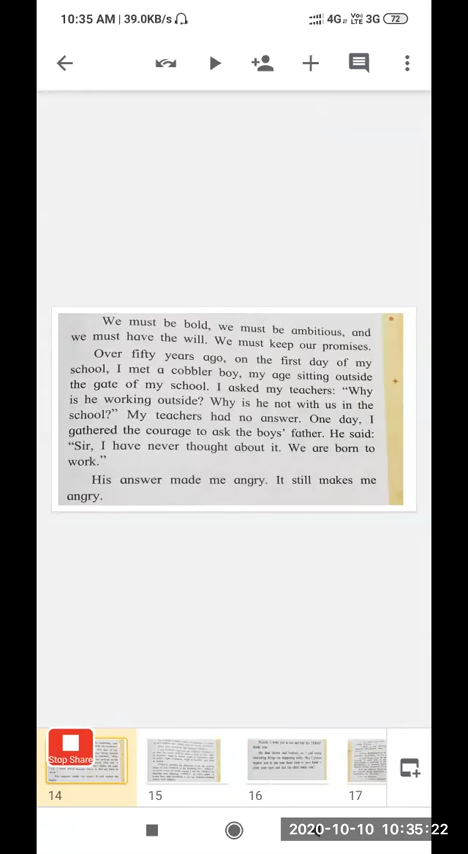 10:35 AM | 39.0KB/s 4G Voi LTE 3G 72
We must be bold, we must be ambitious, and
we must have the will. We must keep our promises.
Over fifty years ago, on the first day of my
school, I met a cobbler boy, my age sitting outside
the gate of my school. I asked my teachers: “Why
is he working outside? Why is he not with us in the
school?” My teachers had no answer. One day, I
gathered the courage to ask the boys’ father. He said:
“Sir, I have never thought about it. We are born to
work.”
His answer made me angry. It still makes me
angry.
Stop Share
14 15 16 17
2020-10-10 10:35:22